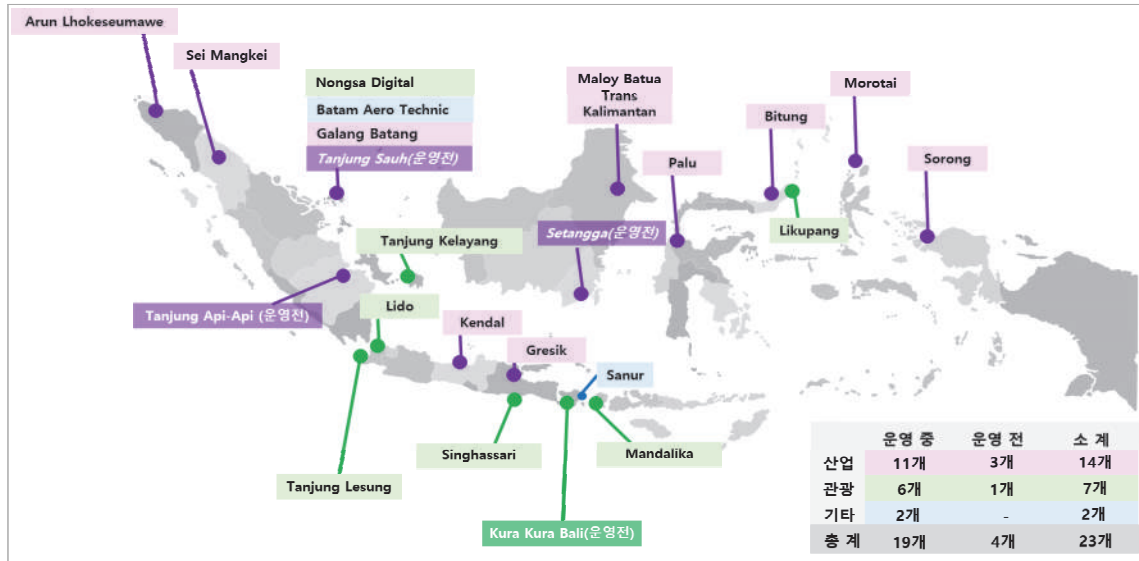 Arun Lhokeseumawe
Sei Mangkei
Nongsa Digital
Batam Aero Technic
Galang Batang
Tanjung Sauh(운영전)
Maloy Batua
Trans
Kalimantan
Morotai
Bitung
Sorong
Palu
Setangga(운영전)
Likupang
Tanjung Kelayang
Tanjung Api-Api (운영전)
Lido
Kendal
Gresik
Sanur
Singhassari
Mandalika
Tanjung Lesung
Kura Kura Bali(운영전)
운영 중 운영 전 소 계
산업 11개 3개 14개
관광 6개 1개 7개
기타 2개 - 2개
총 계 19개 4개 23개